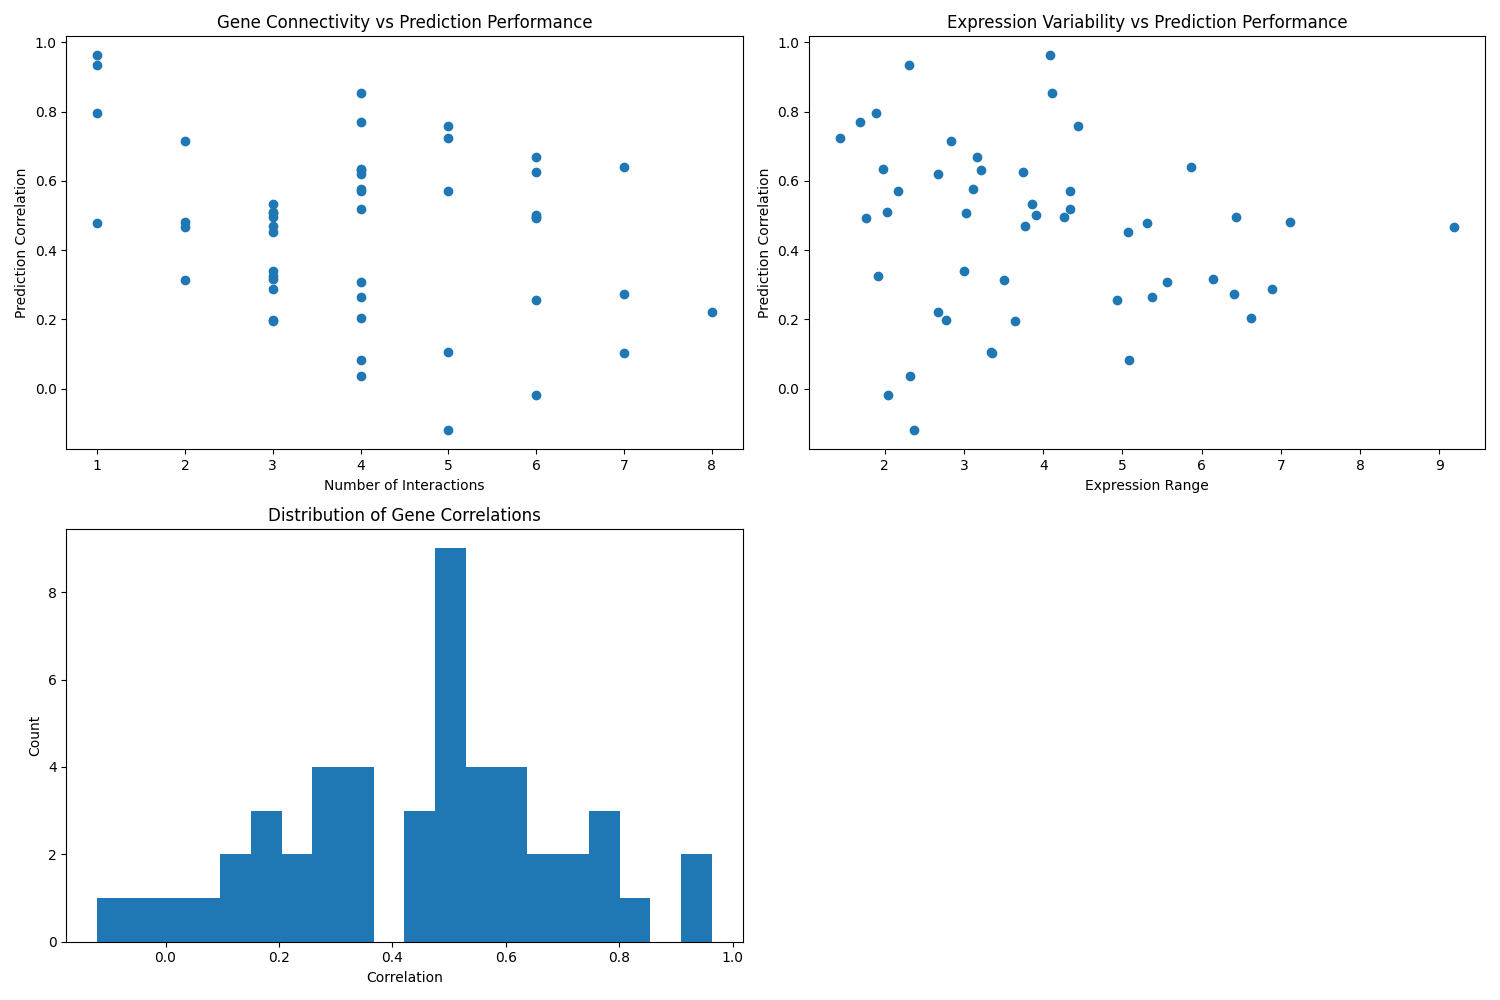 Gene Connectivity vs Prediction Performance
1.0
0.8
0.6
0.4
0.2
0.0
Prediction Correlation
1 2 3 4 5 6 7 8
Number of Interactions
Expression Variability vs Prediction Performance
1.0
0.8
0.6
0.4
0.2
0.0
Prediction Correlation
2 3 4 5 6 7 8 9
Expression Range
Distribution of Gene Correlations
8
6
4
2
0
Count
0.0 0.2 0.4 0.6 0.8 1.0
Correlation